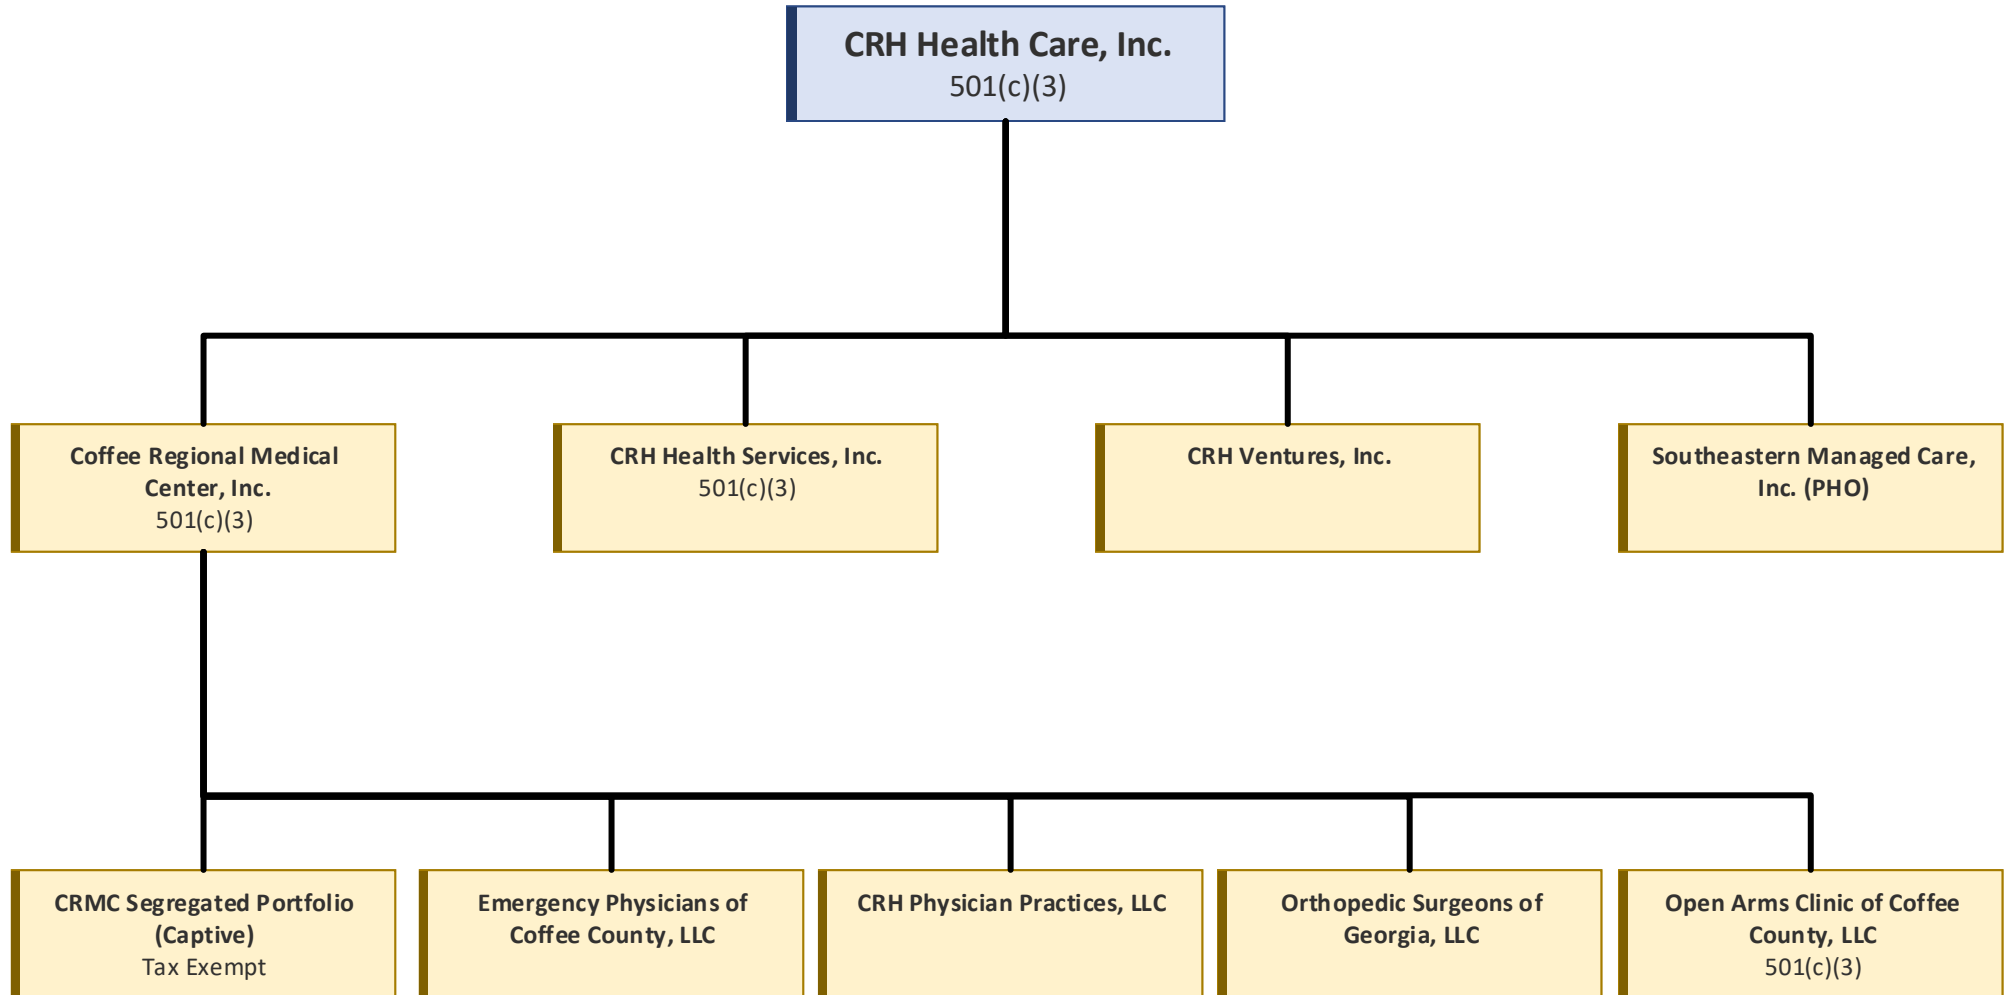 CRH Health Care, Inc.
501(c)(3)
Coffee Regional Medical
Center, Inc.
501(c)(3)
CRH Health Services, Inc.
501(c)(3)
CRH Ventures, Inc.
Southeastern Managed Care,
Inc. (PHO)
CRMC Segregated Portfolio
(Captive)
Tax Exempt
Emergency Physicians of
Coffee County, LLC
CRH Physician Practices, LLC
Orthopedic Surgeons of
Georgia, LLC
Open Arms Clinic of Coffee
County, LLC
501(c)(3)